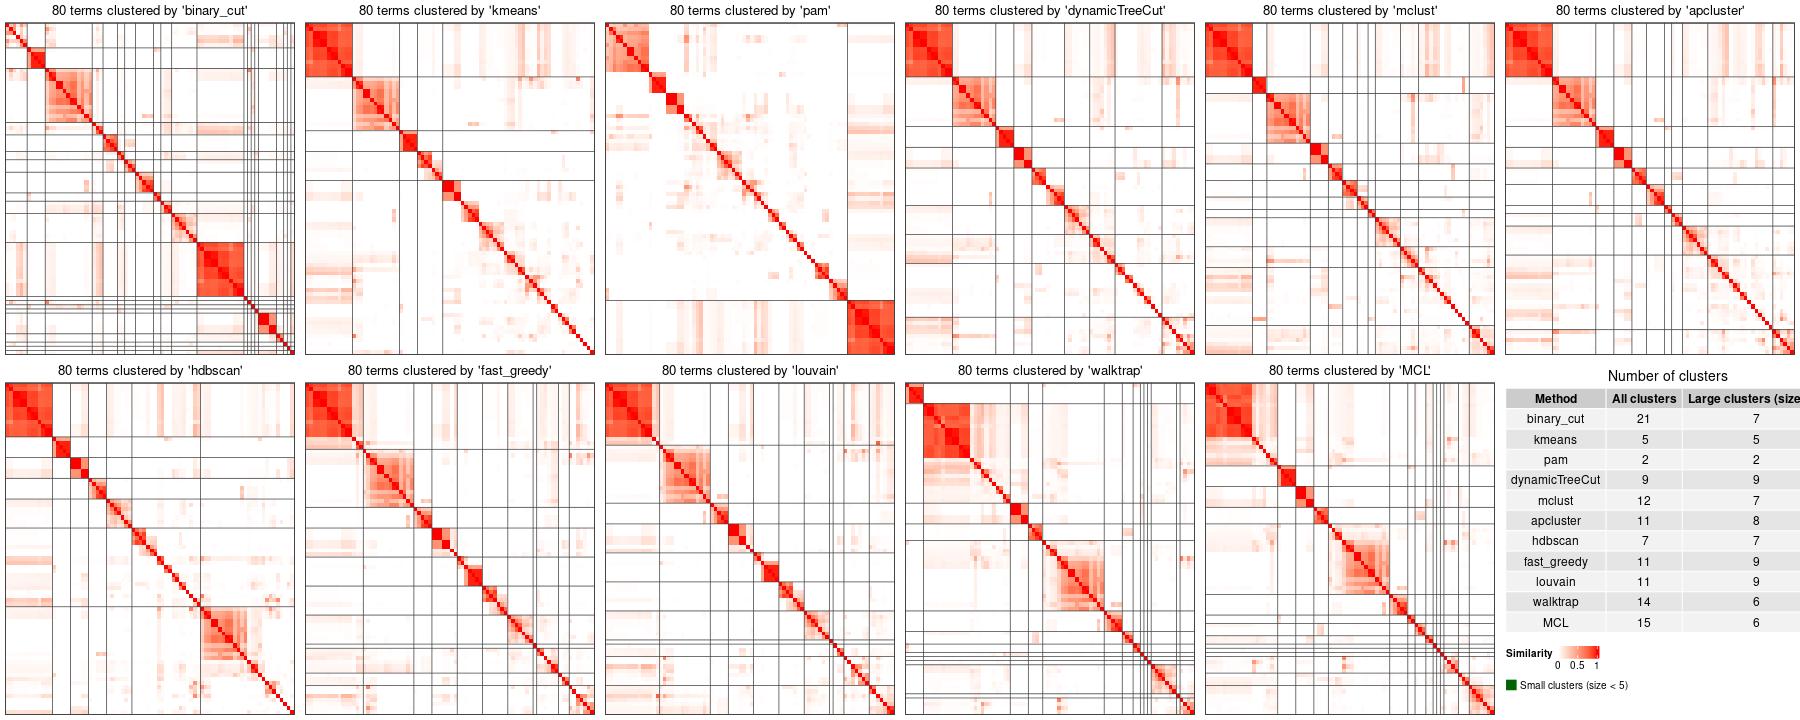 80 terms clustered by 'binary_cut'
80 terms clustered by 'kmeans'
80 terms clustered by 'pam'
80 terms clustered by 'dynamicTreeCut'
80 terms clustered by 'mclust'
80 terms clustered by 'apcluster'
80 terms clustered by 'hdbscan'
80 terms clustered by 'fast_greedy'
80 terms clustered by 'louvain'
80 terms clustered by 'walktrap'
80 terms clustered by 'MCL'
Number of clusters
Method All clusters Large clusters (size
binary_cut 21 7
kmeans 5 5
pam 2 2
dynamicTreeCut 9 9
mclust 12 7
apcluster 11 8
hdbscan 7 7
fast_greedy 11 9
louvain 11 9
walktrap 14 6
MCL 15 6
Similarity
0 0.5 1
Small clusters (size < 5)